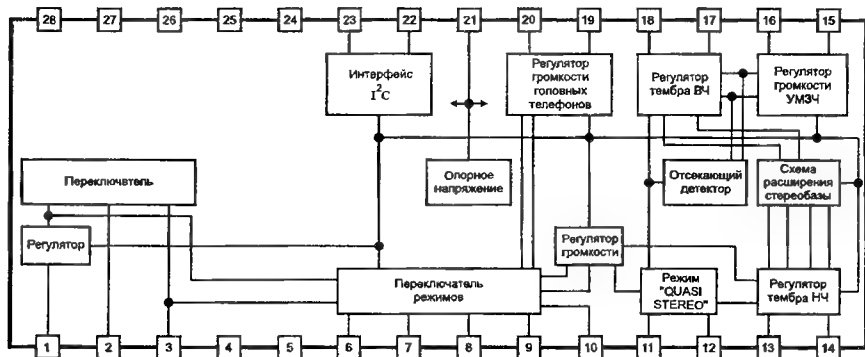 28 27 26 25 24 23 22 21 20 19 18 17 16 15
Интерфейс
I²C
Регулятор
громкости
головных
телефонов
Регулятор
тембра ВЧ
Регулятор
громкости
УМЗЧ
Переключатель
Опорное
напряжение
Отсекающий
детектор
Схема
расширения
стереобазы
Регулятор
Регулятор
громкости
Переключатель
режимов
Режим
"QUASI
STEREO"
Регулятор
тембра НЧ
1 2 3 4 5 6 7 8 9 10 11 12 13 14